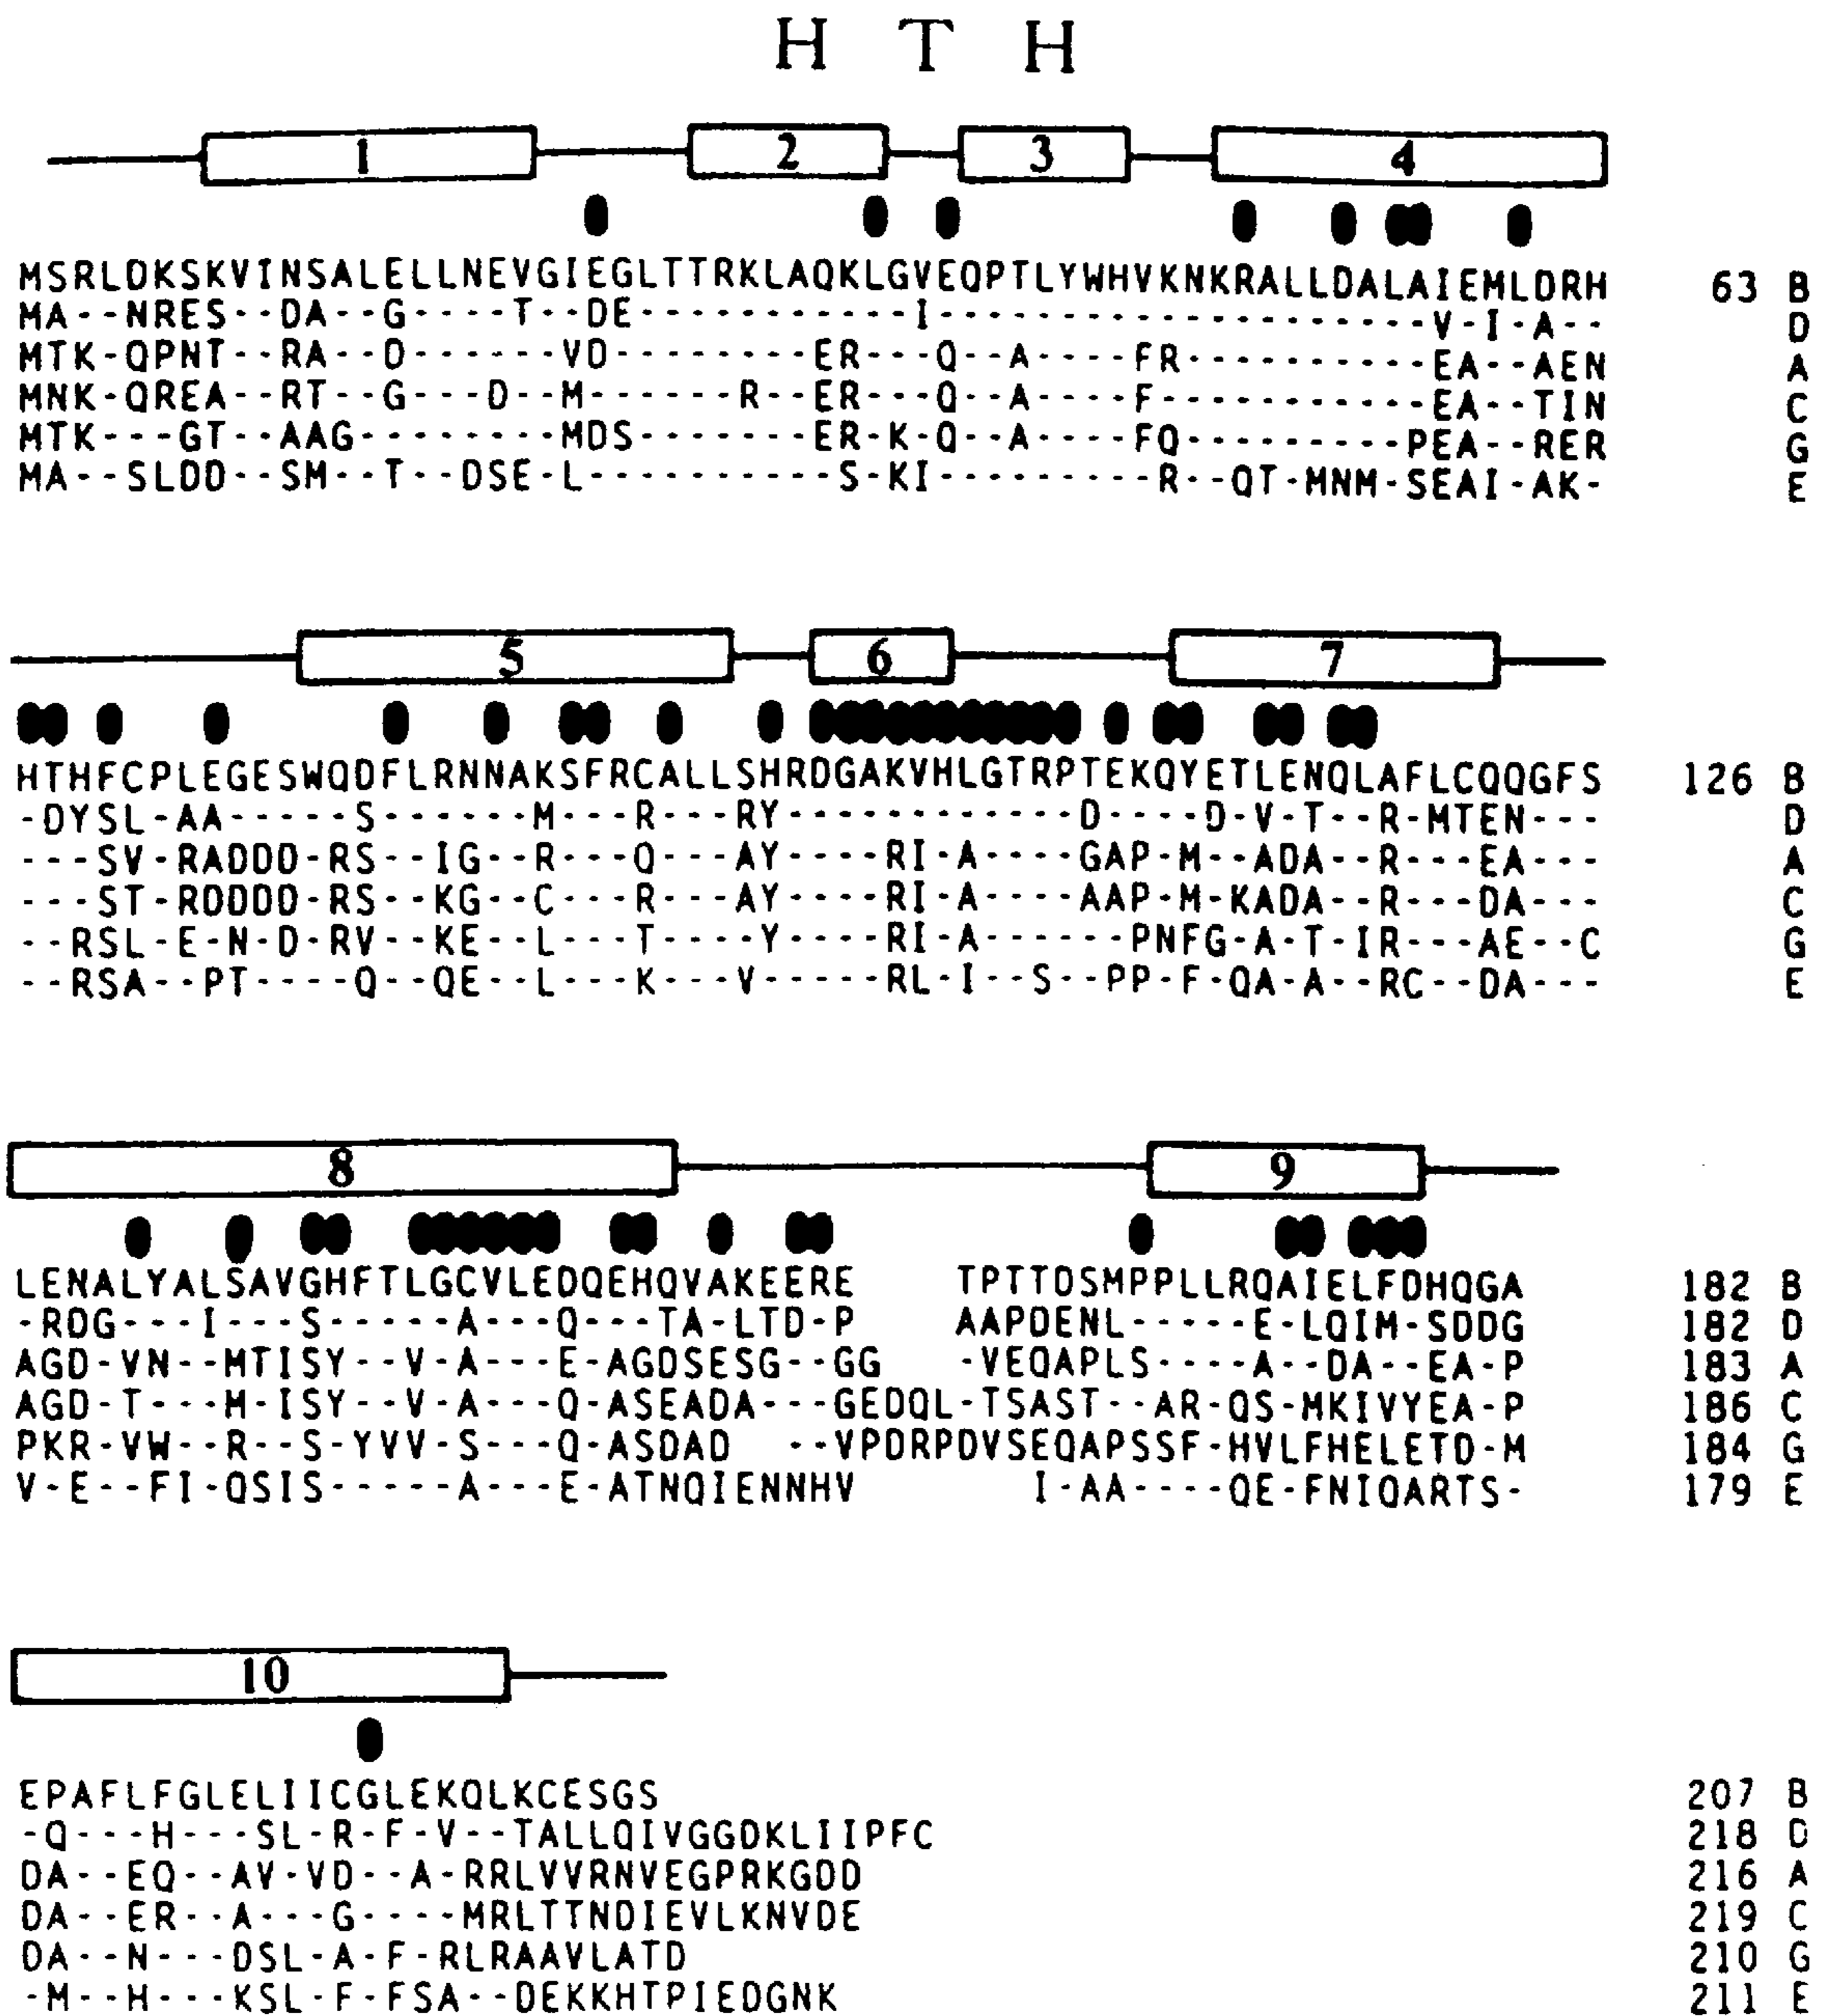 H T H
1 2 3 4
MSRLDKSKVINSALELLNEVGIEGLTTRKLAQKLGVEQPTLYWHVKNKRALLDALAIEMLDRH 63 B
MA--NRES--DA--G----T--DE-----------I--------------------V-I-A-- D
MTK-QPNT--RA--D------VD--------ER---Q--A----FR----------EA--AEN A
MNK-QREA--RT--G---D--M------R--ER---Q--A----F-----------EA--TIN C
MTK---GT--AAG--------MDS-------ER-K-Q--A----FQ---------PEA--RER G
MA--SLDD--SM--T--DSE-L----------S-KI---------R--QT-MNM-SEAI-AK- E
5 6 7
HTHFCPLEGESWQDFLRNNAKSFRCALLSHRDGAKVHLGTRPTEKQYETLENQLAFLCQQGFS 126 B
-DYSL-AA-----S------M---R---RY------------D----D-V-T--R-MTEN--- D
---SV-RADDD-RS--IG--R---Q---AY----RI-A----GAP-M--ADA--R---EA--- A
---ST-RDDDD-RS--KG--C---R---AY----RI-A----AAP-M-KADA--R---DA--- C
--RSL-E-N-D-RV--KE--L---T----Y----RI-A------PNFG-A-T-IR---AE--C G
--RSA--PT----Q--QE--L---K---V-----RL-I--S--PP-F-QA-A--RC--DA--- E
8 9
LENALYALSAVGHFTLGCVLEDQEHQVAKEERE TPTTDSMPPLLRQAIELFDHQGA 182 B
-RDG---I---S-----A---Q---TA-LTD-P AAPDENL-----E-LQIM-SDDG 182 D
AGD-VN--MTISY--V-A---E-AGDSESG--GG -VEQAPLS----A--DA--EA-P 183 A
AGD-T---M-ISY--V-A---Q-ASEADA---GEDQL-TSAST--AR-QS-MKIVYEA-P 186 C
PKR-VW--R--S-YVV-S---Q-ASDAD --VPDRPDVSEQAPSSF-HVLFHELETD-M 184 G
V-E--FI-QSIS-----A---E-ATNQIENNHV I-AA----QE-FNIQARTS- 179 E
10
EPAFLFGLELIICGLEKQLKCESGS 207 B
-Q---H---SL-R-F-V--TALLQIVGGDKLIIPFC 218 D
DA--EQ--AV-VD--A-RRLVVRNVEGPRKGDD 216 A
DA--ER--A---G----MRLTTNDIEVLKNVDE 219 C
DA--N---DSL-A-F-RLRAAVLATD 210 G
-M--H---KSL-F-FSA--DEKKHTPIEDGNK 211 E